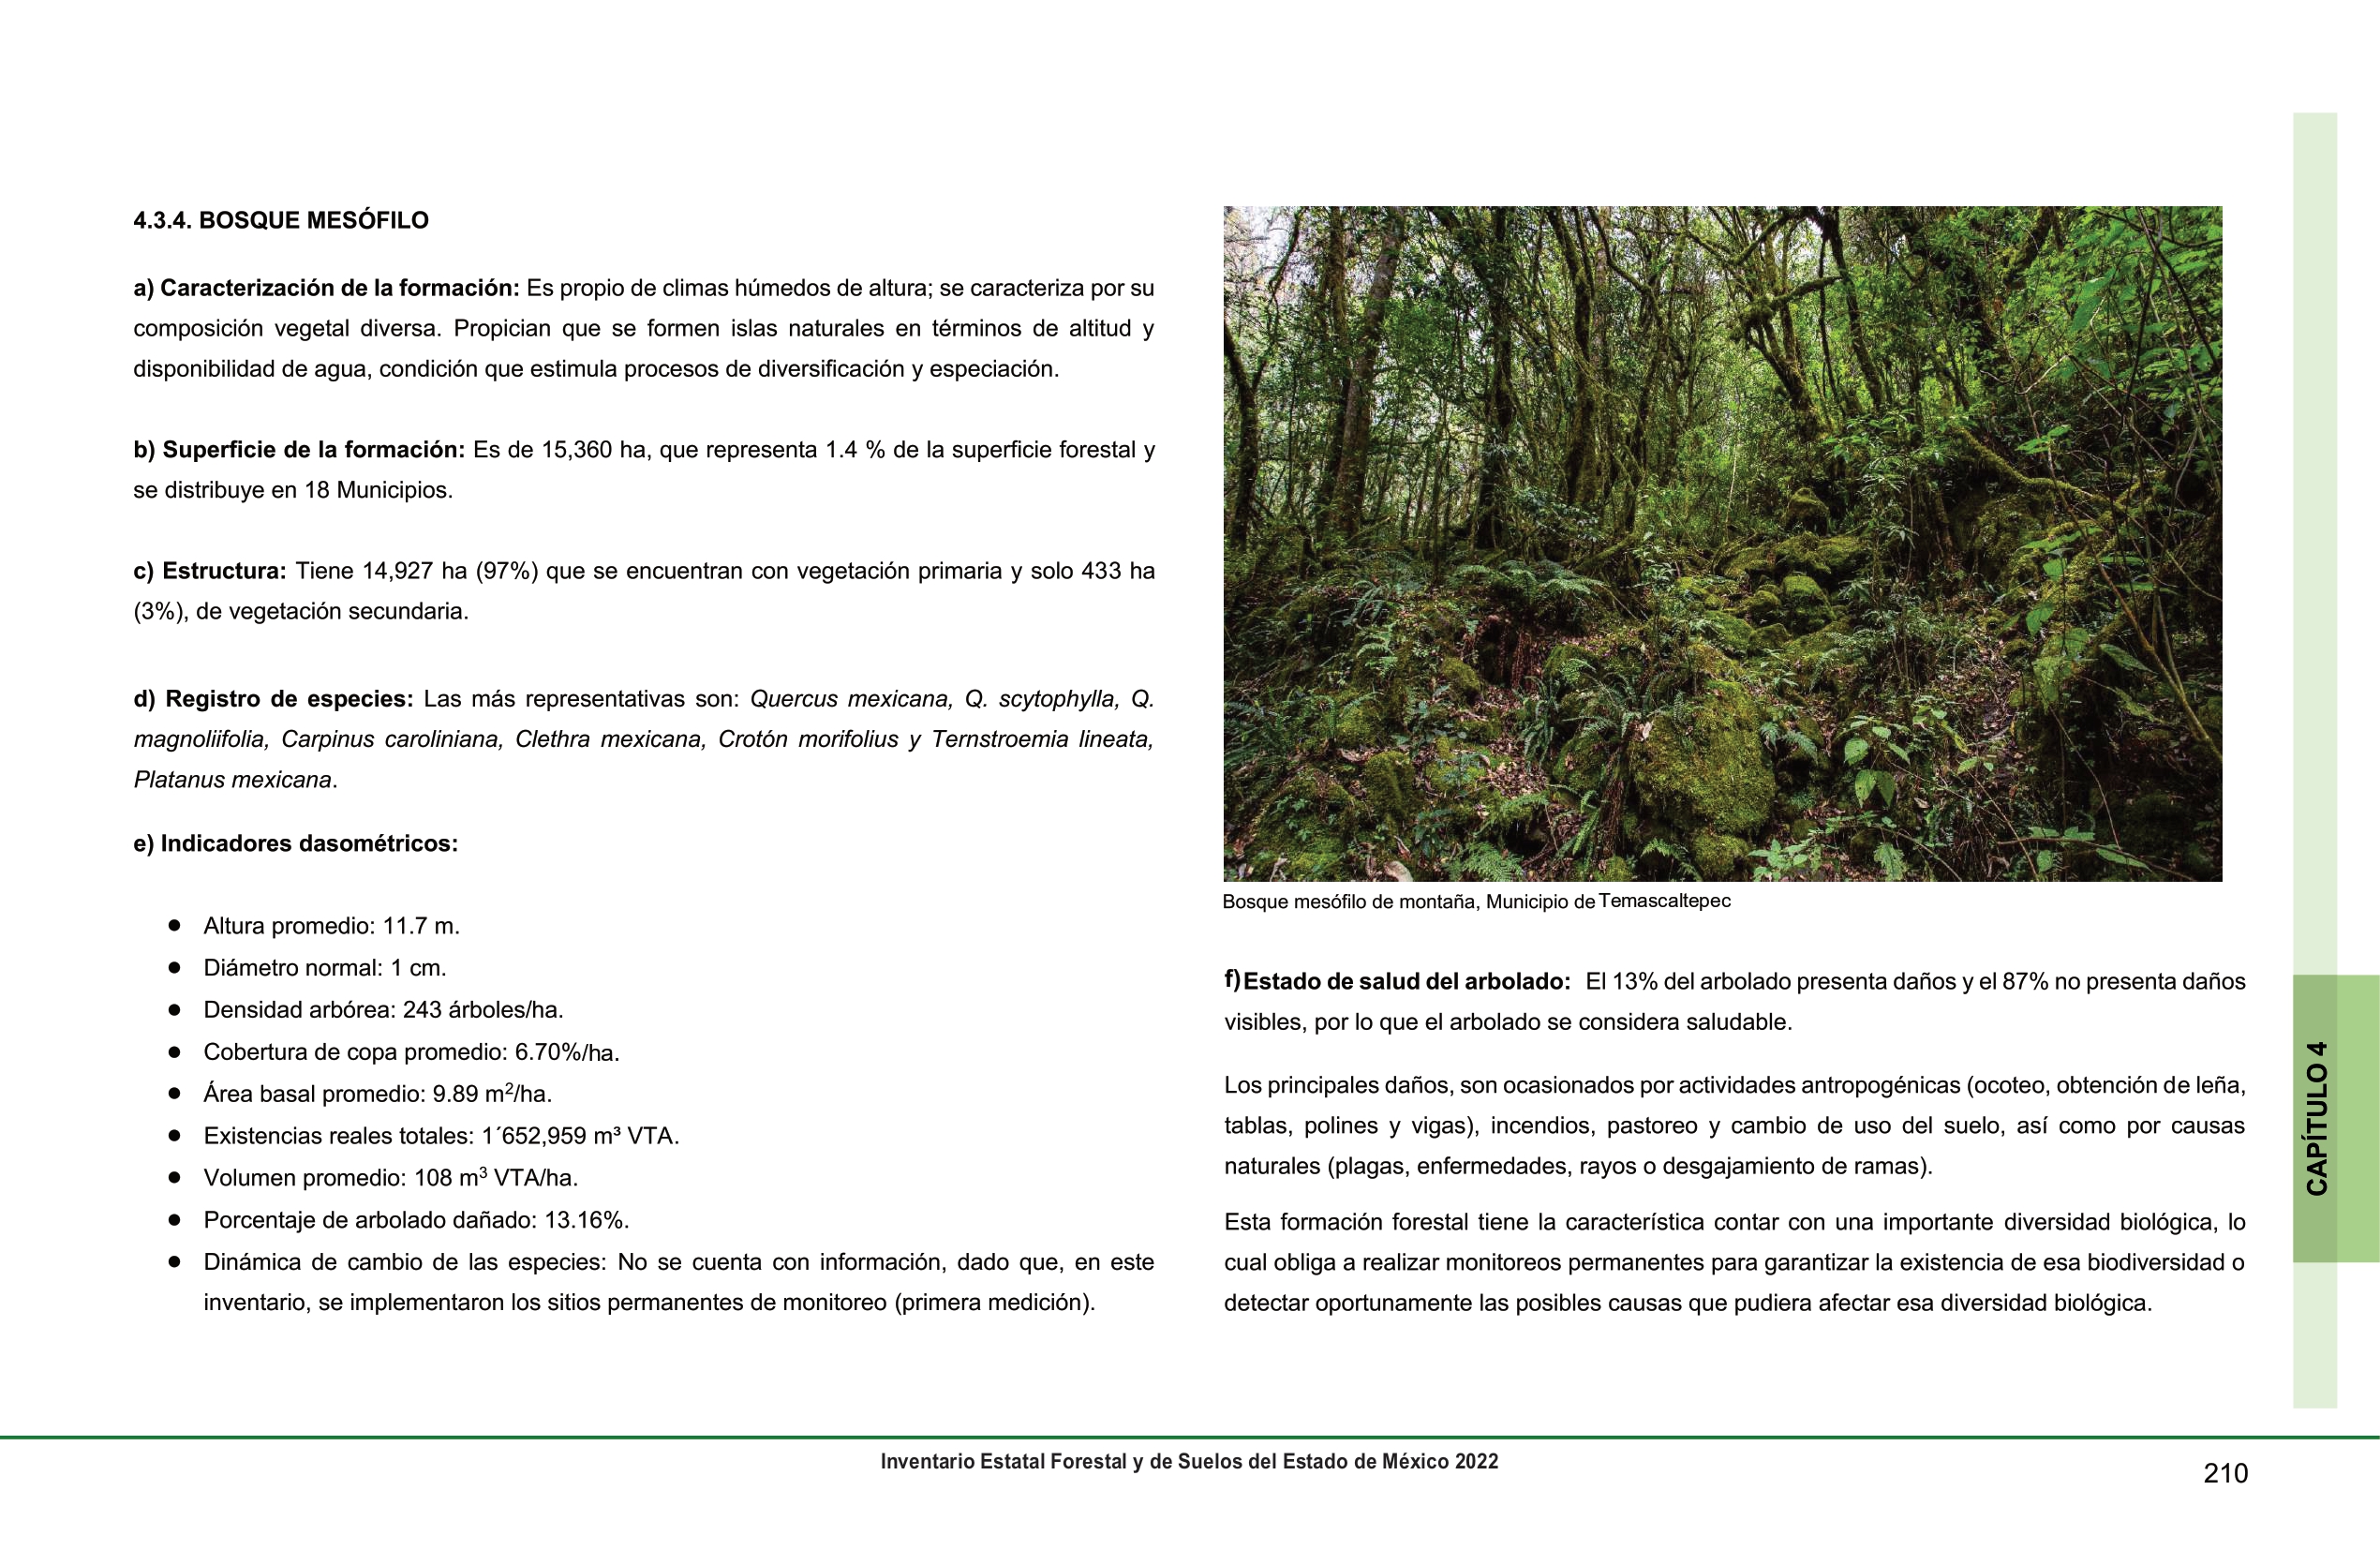 4.3.4. BOSQUE MESÓFILO
a) Caracterización de la formación: Es propio de climas húmedos de altura; se caracteriza por su
composición vegetal diversa. Propician que se formen islas naturales en términos de altitud y
disponibilidad de agua, condición que estimula procesos de diversificación y especiación.
b) Superficie de la formación: Es de 15,360 ha, que representa 1.4 % de la superficie forestal y
se distribuye en 18 Municipios.
c) Estructura: Tiene 14,927 ha (97%) que se encuentran con vegetación primaria y solo 433 ha
(3%), de vegetación secundaria.
d) Registro de especies: Las más representativas son: Quercus mexicana, Q. scytophylla, Q.
magnoliifolia, Carpinus caroliniana, Clethra mexicana, Crotón morifolius y Ternstroemia lineata,
Platanus mexicana.
e) Indicadores dasométricos:
● Altura promedio: 11.7 m.
● Diámetro normal: 1 cm.
● Densidad arbórea: 243 árboles/ha.
● Cobertura de copa promedio: 6.70%/ha.
● Área basal promedio: 9.89 m²/ha.
● Existencias reales totales: 1´652,959 m³ VTA.
● Volumen promedio: 108 m³ VTA/ha.
● Porcentaje de arbolado dañado: 13.16%.
● Dinámica de cambio de las especies: No se cuenta con información, dado que, en este
inventario, se implementaron los sitios permanentes de monitoreo (primera medición).
Bosque mesófilo de montaña, Municipio de Temascaltepec
f) Estado de salud del arbolado: El 13% del arbolado presenta daños y el 87% no presenta daños
visibles, por lo que el arbolado se considera saludable.
Los principales daños, son ocasionados por actividades antropogénicas (ocoteo, obtención de leña,
tablas, polines y vigas), incendios, pastoreo y cambio de uso del suelo, así como por causas
naturales (plagas, enfermedades, rayos o desgajamiento de ramas).
Esta formación forestal tiene la característica contar con una importante diversidad biológica, lo
cual obliga a realizar monitoreos permanentes para garantizar la existencia de esa biodiversidad o
detectar oportunamente las posibles causas que pudiera afectar esa diversidad biológica.
CAPÍTULO 4
Inventario Estatal Forestal y de Suelos del Estado de México 2022
210